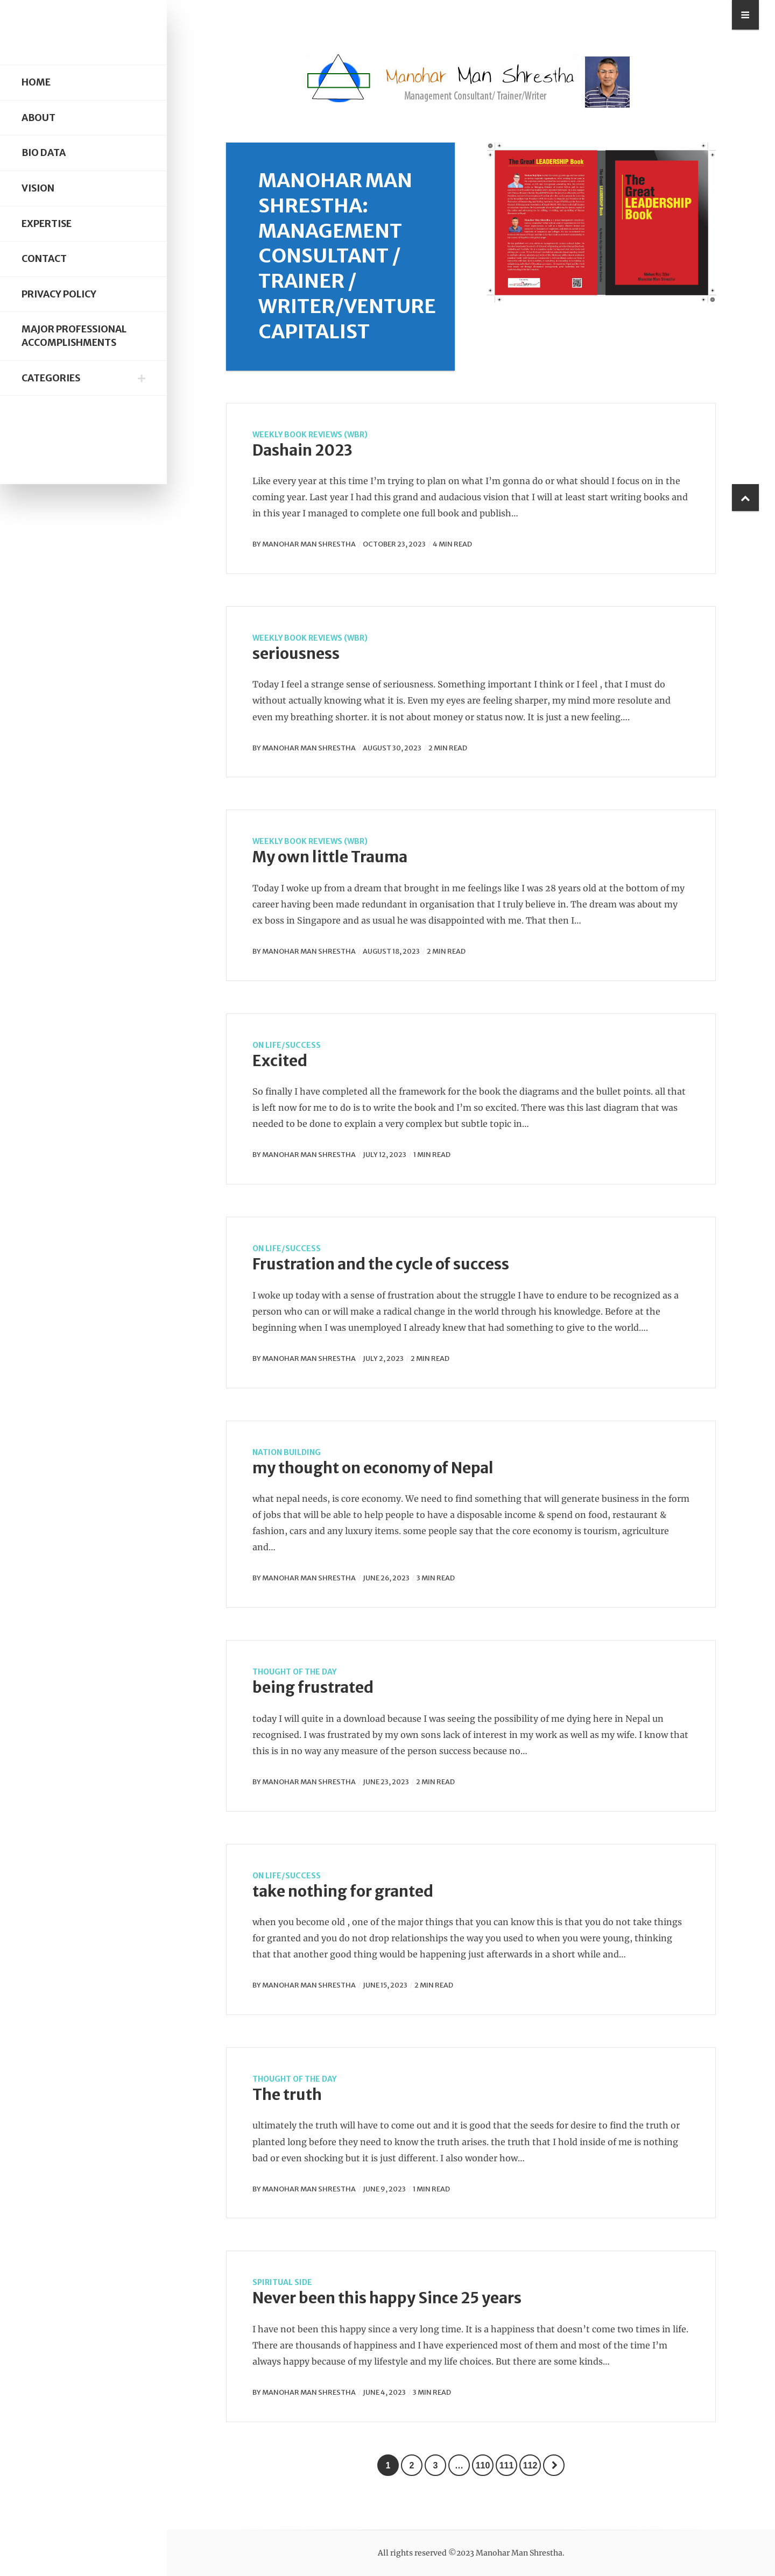 HOME
ABOUT
BIO DATA
VISION
EXPERTISE
CONTACT
PRIVACY POLICY
MAJOR PROFESSIONAL
ACCOMPLISHMENTS
CATEGORIES
Manohar Man Shrestha
Management Consultant/ Trainer/Writer
MANOHAR MAN
SHRESTHA:
MANAGEMENT
CONSULTANT /
TRAINER /
WRITER/VENTURE
CAPITALIST
The Great LEADERSHIP Book
The
Great
LEADERSHIP
Book
WEEKLY BOOK REVIEWS (WBR)
Dashain 2023
Like every year at this time I’m trying to plan on what I’m gonna do or what should I focus on in the
coming year. Last year I had this grand and audacious vision that I will at least start writing books and
in this year I managed to complete one full book and publish…
BY MANOHAR MAN SHRESTHA / OCTOBER 23, 2023 / 4 MIN READ
WEEKLY BOOK REVIEWS (WBR)
seriousness
Today I feel a strange sense of seriousness. Something important I think or I feel , that I must do
without actually knowing what it is. Even my eyes are feeling sharper, my mind more resolute and
even my breathing shorter. it is not about money or status now. It is just a new feeling….
BY MANOHAR MAN SHRESTHA / AUGUST 30, 2023 / 2 MIN READ
WEEKLY BOOK REVIEWS (WBR)
My own little Trauma
Today I woke up from a dream that brought in me feelings like I was 28 years old at the bottom of my
career having been made redundant in organisation that I truly believe in. The dream was about my
ex boss in Singapore and as usual he was disappointed with me. That then I…
BY MANOHAR MAN SHRESTHA / AUGUST 18, 2023 / 2 MIN READ
ON LIFE/SUCCESS
Excited
So finally I have completed all the framework for the book the diagrams and the bullet points. all that
is left now for me to do is to write the book and I’m so excited. There was this last diagram that was
needed to be done to explain a very complex but subtle topic in…
BY MANOHAR MAN SHRESTHA / JULY 12, 2023 / 1 MIN READ
ON LIFE/SUCCESS
Frustration and the cycle of success
I woke up today with a sense of frustration about the struggle I have to endure to be recognized as a
person who can or will make a radical change in the world through his knowledge. Before at the
beginning when I was unemployed I already knew that had something to give to the world….
BY MANOHAR MAN SHRESTHA / JULY 2, 2023 / 2 MIN READ
NATION BUILDING
my thought on economy of Nepal
what nepal needs, is core economy. We need to find something that will generate business in the form
of jobs that will be able to help people to have a disposable income & spend on food, restaurant &
fashion, cars and any luxury items. some people say that the core economy is tourism, agriculture
and…
BY MANOHAR MAN SHRESTHA / JUNE 26, 2023 / 3 MIN READ
THOUGHT OF THE DAY
being frustrated
today I will quite in a download because I was seeing the possibility of me dying here in Nepal un
recognised. I was frustrated by my own sons lack of interest in my work as well as my wife. I know that
this is in no way any measure of the person success because no…
BY MANOHAR MAN SHRESTHA / JUNE 23, 2023 / 2 MIN READ
ON LIFE/SUCCESS
take nothing for granted
when you become old , one of the major things that you can know this is that you do not take things
for granted and you do not drop relationships the way you used to when you were young, thinking
that that another good thing would be happening just afterwards in a short while and…
BY MANOHAR MAN SHRESTHA / JUNE 15, 2023 / 2 MIN READ
THOUGHT OF THE DAY
The truth
ultimately the truth will have to come out and it is good that the seeds for desire to find the truth or
planted long before they need to know the truth arises. the truth that I hold inside of me is nothing
bad or even shocking but it is just different. I also wonder how…
BY MANOHAR MAN SHRESTHA / JUNE 9, 2023 / 1 MIN READ
SPIRITUAL SIDE
Never been this happy Since 25 years
I have not been this happy since a very long time. It is a happiness that doesn’t come two times in life.
There are thousands of happiness and I have experienced most of them and most of the time I’m
always happy because of my lifestyle and my life choices. But there are some kinds…
BY MANOHAR MAN SHRESTHA / JUNE 4, 2023 / 3 MIN READ
1 2 3 … 110 111 112
All rights reserved ©2023 Manohar Man Shrestha.